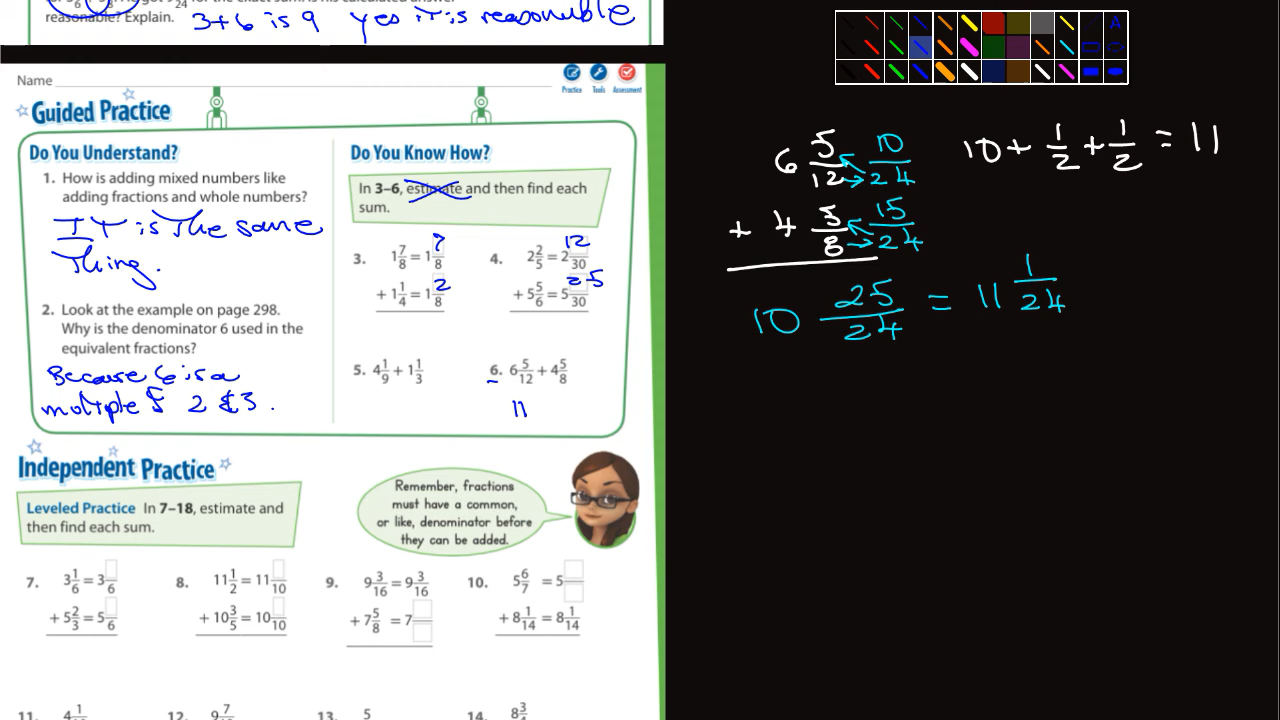 reasonable? Explain.
3+6 is 9 yes it is reasonable
Name
Practice Tools Assessment
Guided Practice
Do You Understand?
1. How is adding mixed numbers like
adding fractions and whole numbers?
IT is The same
Thing.
2. Look at the example on page 298.
Why is the denominator 6 used in the
equivalent fractions?
Because 6 is a
multiple of 2 & 3.
Do You Know How?
In 3–6, estimate and then find each
sum.
3. 1 7/8 = 1 7/8
+ 1 1/4 = 1 2/8
4. 2 2/5 = 2 12/30
+ 5 5/6 = 5 25/30
5. 4 1/9 + 1 1/3
6. 6 5/12 + 4 5/8
11
Independent Practice
Leveled Practice In 7–18, estimate and
then find each sum.
Remember, fractions
must have a common,
or like, denominator before
they can be added.
7. 3 1/6 = 3 /6
+ 5 2/3 = 5 /6
8. 11 1/2 = 11 /10
+ 10 3/5 = 10 /10
9. 9 3/16 = 9 3/16
+ 7 5/8 = 7
10. 5 6/7 = 5
+ 8 1/14 = 8 1/14
11. 4 1
12. 9 7
13. 5
14. 8 3
A
6 5/12 10/24
+ 4 5/8 15/24
10 25/24 = 11 1/24
10 + 1/2 + 1/2 = 11